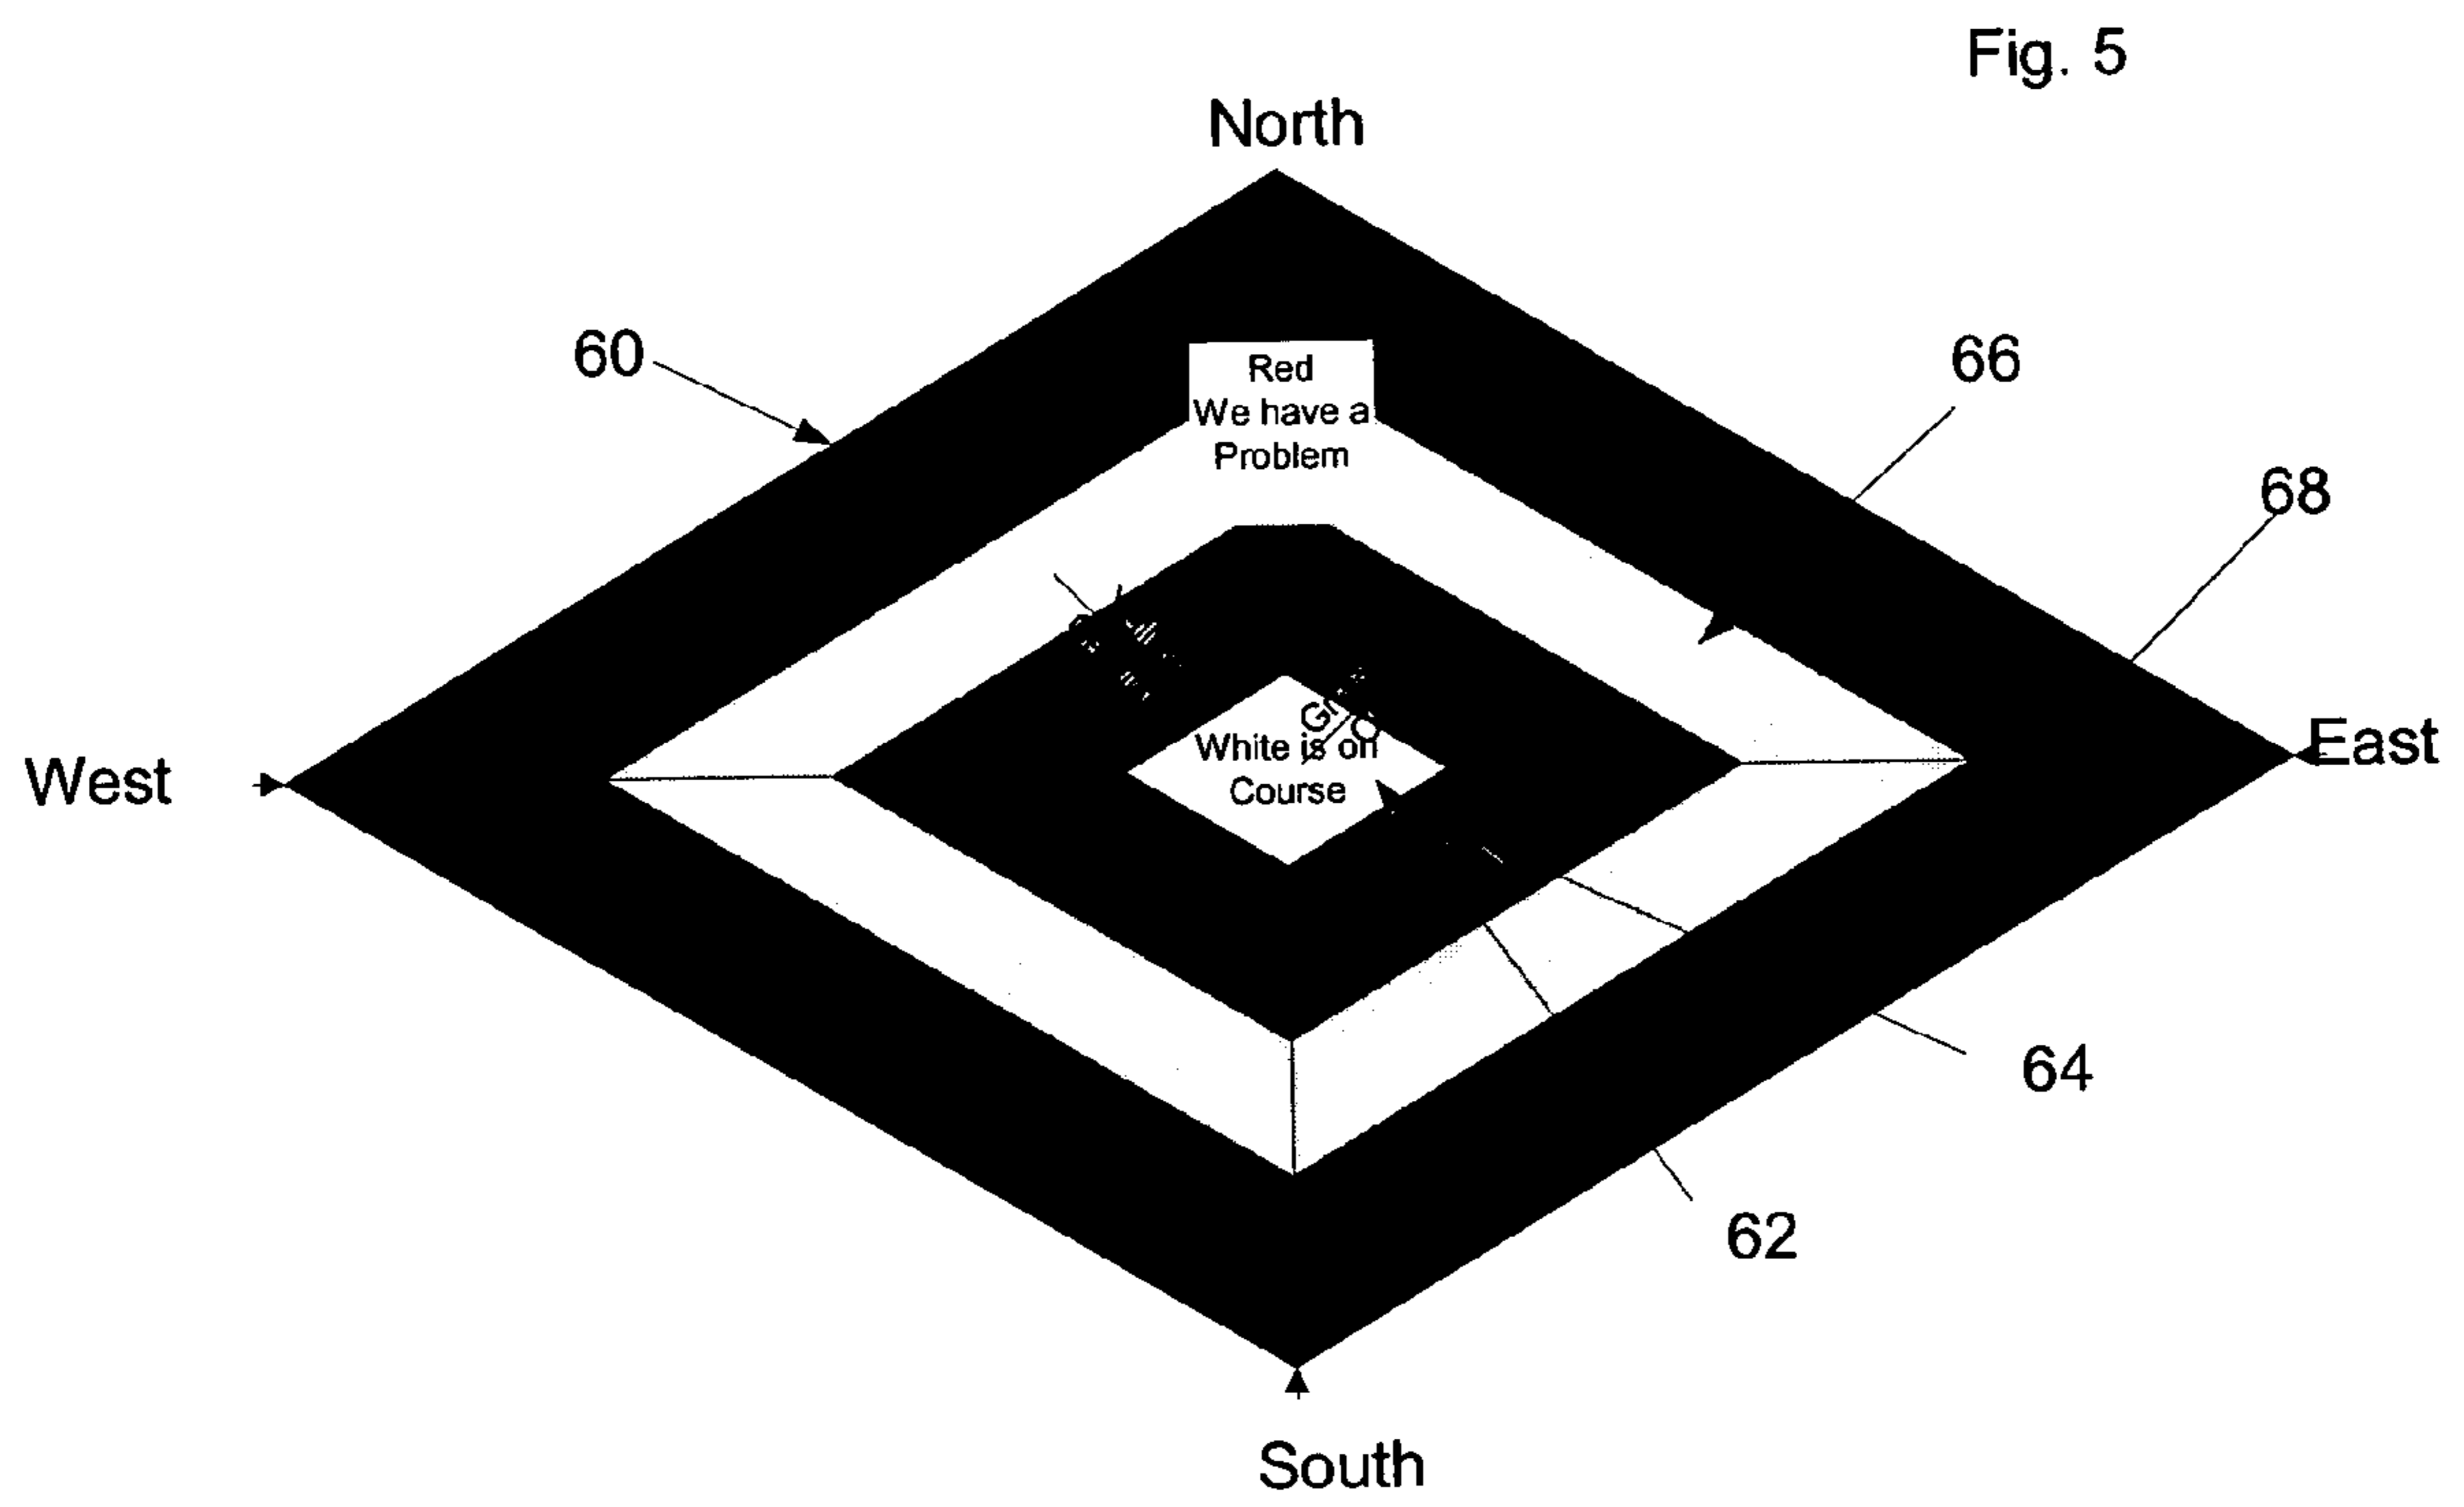 Fig. 5
North
60
66
Red
We have a
Problem
68
West
White is on
Course
East
64
62
South